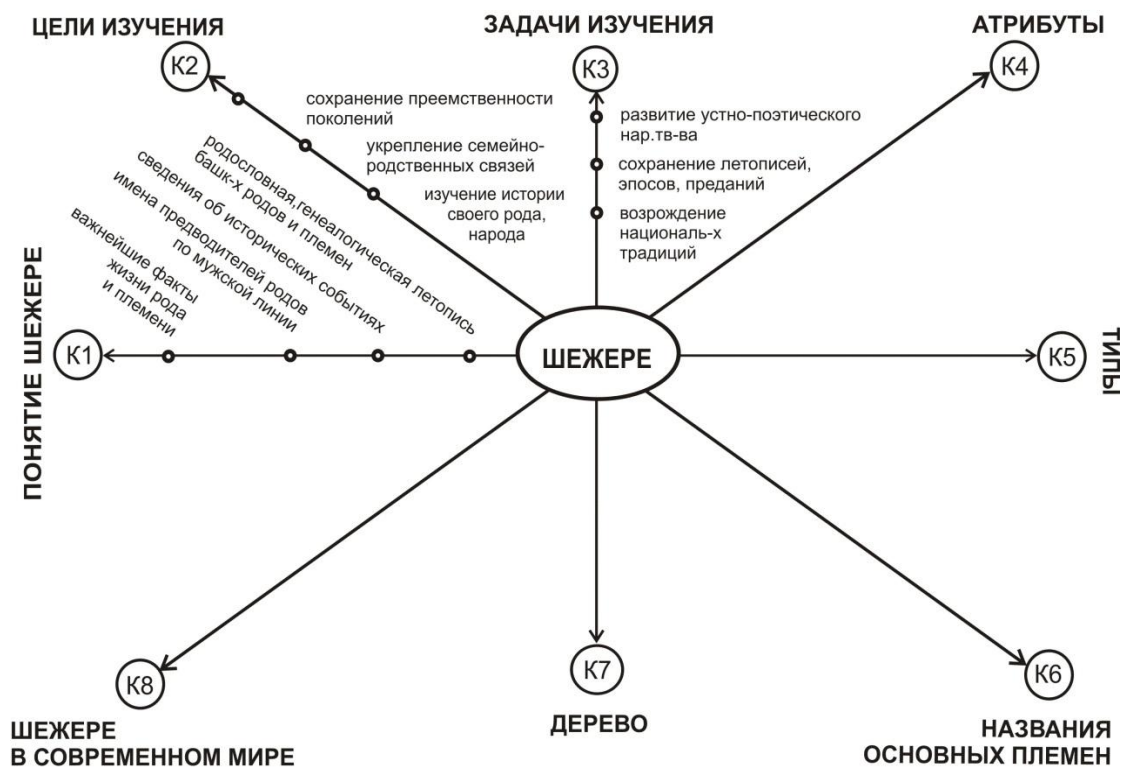 ЦЕЛИ ИЗУЧЕНИЯ
К2
сохранение преемственности
поколений
укрепление семейно-
родственных связей
изучение истории
своего рода,
народа
ЗАДАЧИ ИЗУЧЕНИЯ
К3
развитие устно-поэтического
нар.тв-ва
сохранение летописей,
эпосов, преданий
возрождение
националь-х
традиций
АТРИБУТЫ
К4
ПОНЯТИЕ ШЕЖЕРЕ
К1
важнейшие факты
жизни рода
и племени
имена предводителей родов
по мужской линии
сведения об исторических событиях
родословная,генеалогическая летопись
башк-х родов и племен
ШЕЖЕРЕ
К5
ТИПЫ
К8
ШЕЖЕРЕ
В СОВРЕМЕННОМ МИРЕ
К7
ДЕРЕВО
К6
НАЗВАНИЯ
ОСНОВНЫХ ПЛЕМЕН